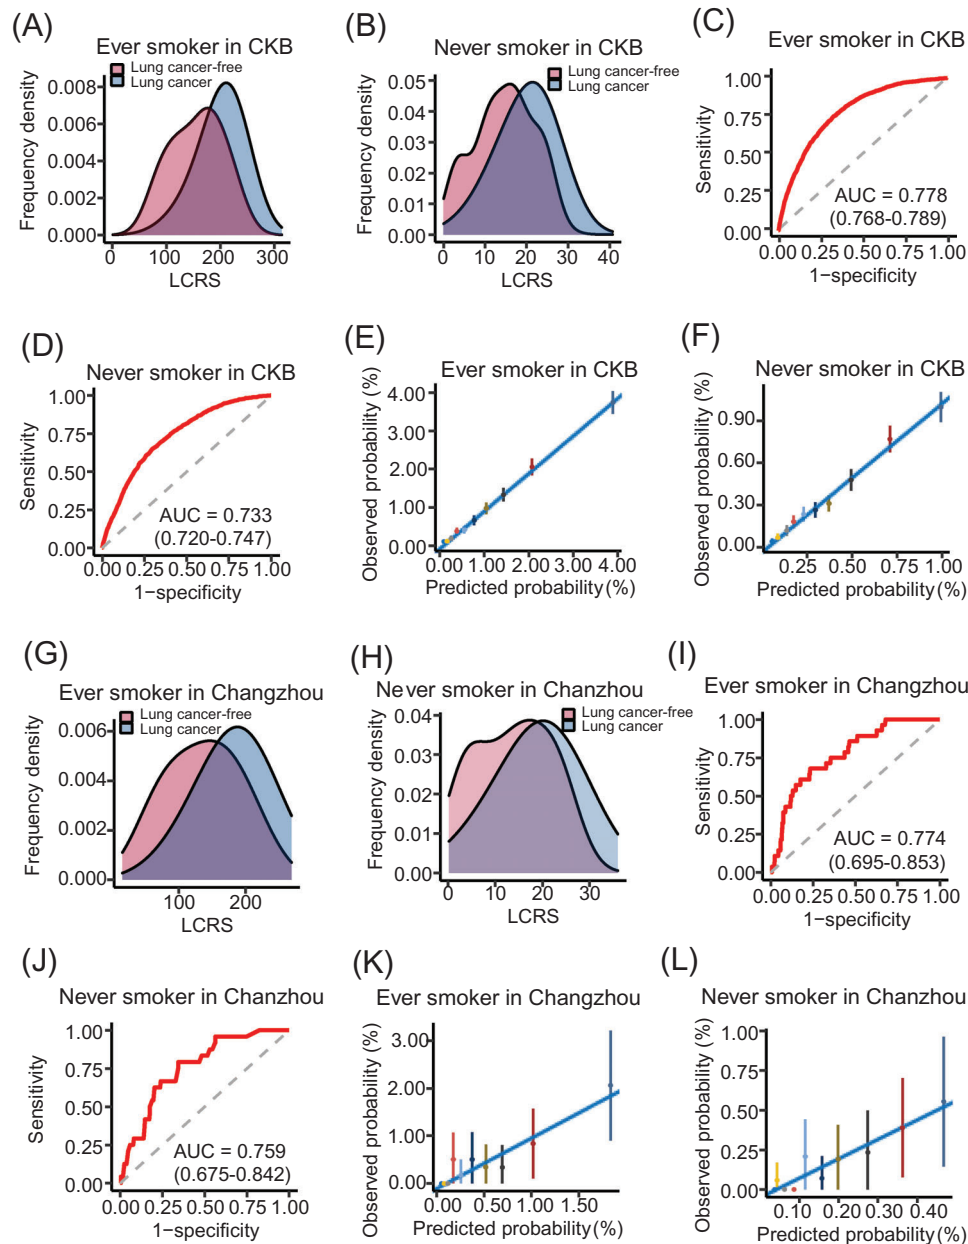 (A)
Ever smoker in CKB
Lung cancer-free
Lung cancer
Frequency density
0.008
0.006
0.004
0.002
0.000
0 100 200 300
LCRS
(B)
Never smoker in CKB
Lung cancer-free
Lung cancer
Frequency density
0.05
0.04
0.03
0.02
0.01
0.00
0 10 20 30 40
LCRS
(C)
Ever smoker in CKB
Sensitivity
1.00
0.75
0.50
0.25
0.00
AUC = 0.778
(0.768-0.789)
0.00 0.25 0.50 0.75 1.00
1−specificity
(D)
Never smoker in CKB
Sensitivity
1.00
0.75
0.50
0.25
0.00
AUC = 0.733
(0.720-0.747)
0.00 0.25 0.50 0.75 1.00
1−specificity
(E)
Ever smoker in CKB
Observed probability (%)
4.00
3.00
2.00
1.00
0.00
0.00 1.00 2.00 3.00 4.00
Predicted probability(%)
(F)
Never smoker in CKB
Observed probability (%)
0.90
0.60
0.30
0.00
0.25 0.50 0.75 1.00
Predicted probability(%)
(G)
Ever smoker in Changzhou
Lung cancer-free
Lung cancer
Frequency density
0.006
0.004
0.002
0.000
100 200
LCRS
(H)
Never smoker in Chanzhou
Lung cancer-free
Lung cancer
Frequency density
0.04
0.03
0.02
0.01
0.00
0 10 20 30
LCRS
(I)
Ever smoker in Changzhou
Sensitivity
1.00
0.75
0.50
0.25
0.00
AUC = 0.774
(0.695-0.853)
0.00 0.25 0.50 0.75 1.00
1−specificity
(J)
Never smoker in Chanzhou
Sensitivity
1.00
0.75
0.50
0.25
0.00
AUC = 0.759
(0.675-0.842)
0.00 0.25 0.50 0.75 1.00
1−specificity
(K)
Ever smoker in Changzhou
Observed probability (%)
3.00
2.00
1.00
0.00
0.00 0.50 1.00 1.50
Predicted probability(%)
(L)
Never smoker in Chanzhou
Observed probability (%)
1.00
0.75
0.50
0.25
0.00
0.10 0.20 0.30 0.40
Predicted probability(%)